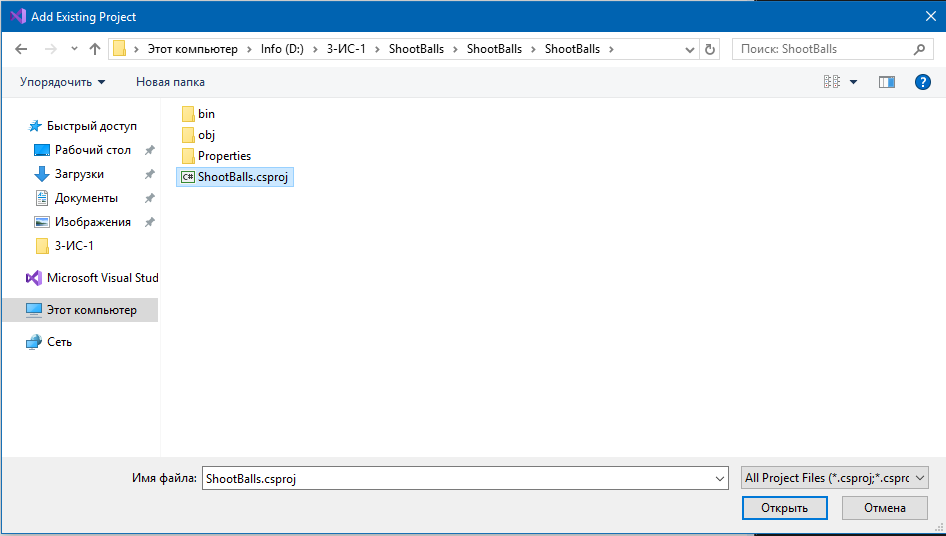 Add Existing Project
Этот компьютер > Info (D:) > 3-ИС-1 > ShootBalls > ShootBalls > ShootBalls >
Поиск: ShootBalls
Упорядочить
Новая папка
Быстрый доступ
Рабочий стол
Загрузки
Документы
Изображения
3-ИС-1
Microsoft Visual Stud
Этот компьютер
Сеть
bin
obj
Properties
C# ShootBalls.csproj
Имя файла: ShootBalls.csproj
All Project Files (*.csproj;*.csprc
Открыть
Отмена